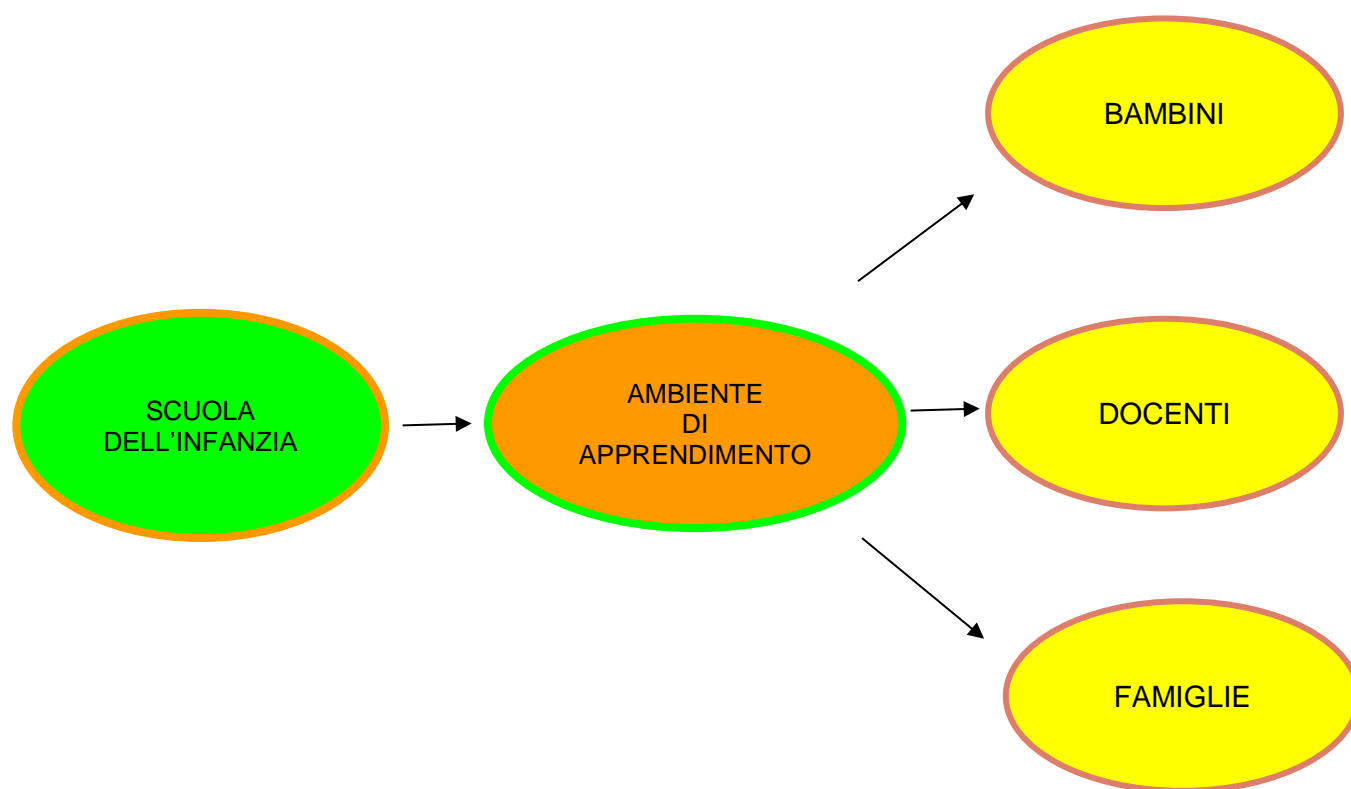 SCUOLA
DELL’INFANZIA
AMBIENTE
DI
APPRENDIMENTO
BAMBINI
DOCENTI
FAMIGLIE